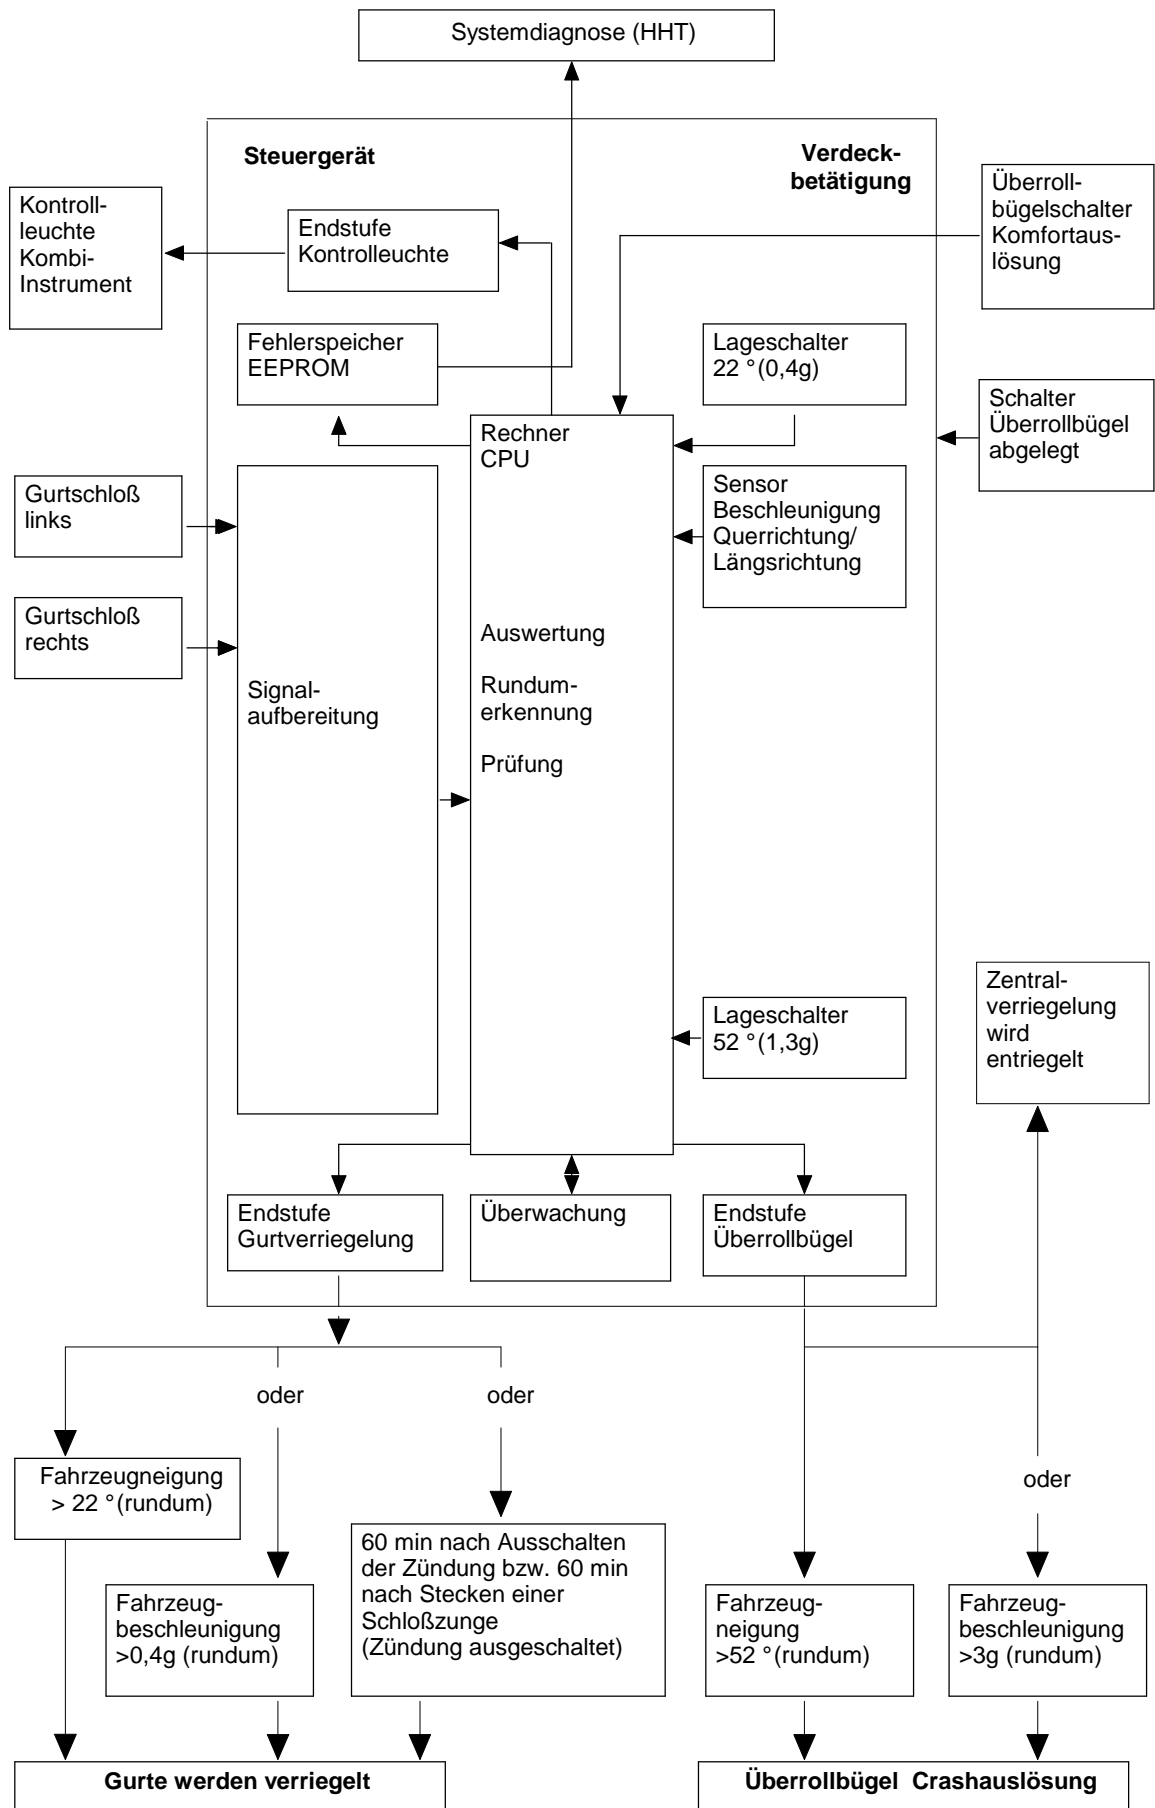 Systemdiagnose (HHT)
Steuergerät
Verdeck-
betätigung
Kontroll-
leuchte
Kombi-
Instrument
Endstufe
Kontrolleuchte
Überroll-
bügelschalter
Komfortaus-
lösung
Fehlerspeicher
EEPROM
Lageschalter
22 °(0,4g)
Schalter
Überrollbügel
abgelegt
Rechner
CPU
Gurtschloß
links
Sensor
Beschleunigung
Querrichtung/
Längsrichtung
Gurtschloß
rechts
Auswertung
Rundum-
erkennung
Prüfung
Signal-
aufbereitung
Lageschalter
52 °(1,3g)
Zentral-
verriegelung
wird
entriegelt
Endstufe
Gurtverriegelung
Überwachung
Endstufe
Überrollbügel
oder
oder
oder
Fahrzeugneigung
> 22 °(rundum)
Fahrzeug-
beschleunigung
>0,4g (rundum)
60 min nach Ausschalten
der Zündung bzw. 60 min
nach Stecken einer
Schloßzunge
(Zündung ausgeschaltet)
Fahrzeug-
neigung
>52 °(rundum)
Fahrzeug-
beschleunigung
>3g (rundum)
Gurte werden verriegelt
Überrollbügel Crashauslösung